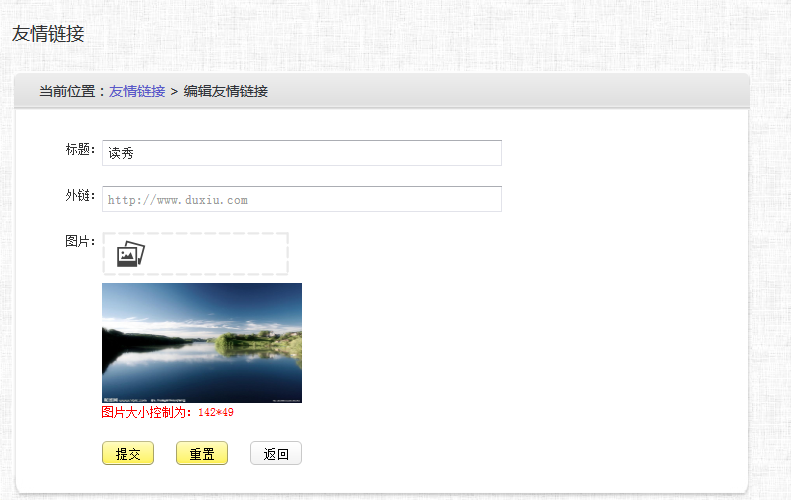 友情链接
当前位置：友情链接 > 编辑友情链接
标题： 读秀
外链： http://www.duxiu.com
图片：
图片大小控制为：142*49
提交 重置 返回